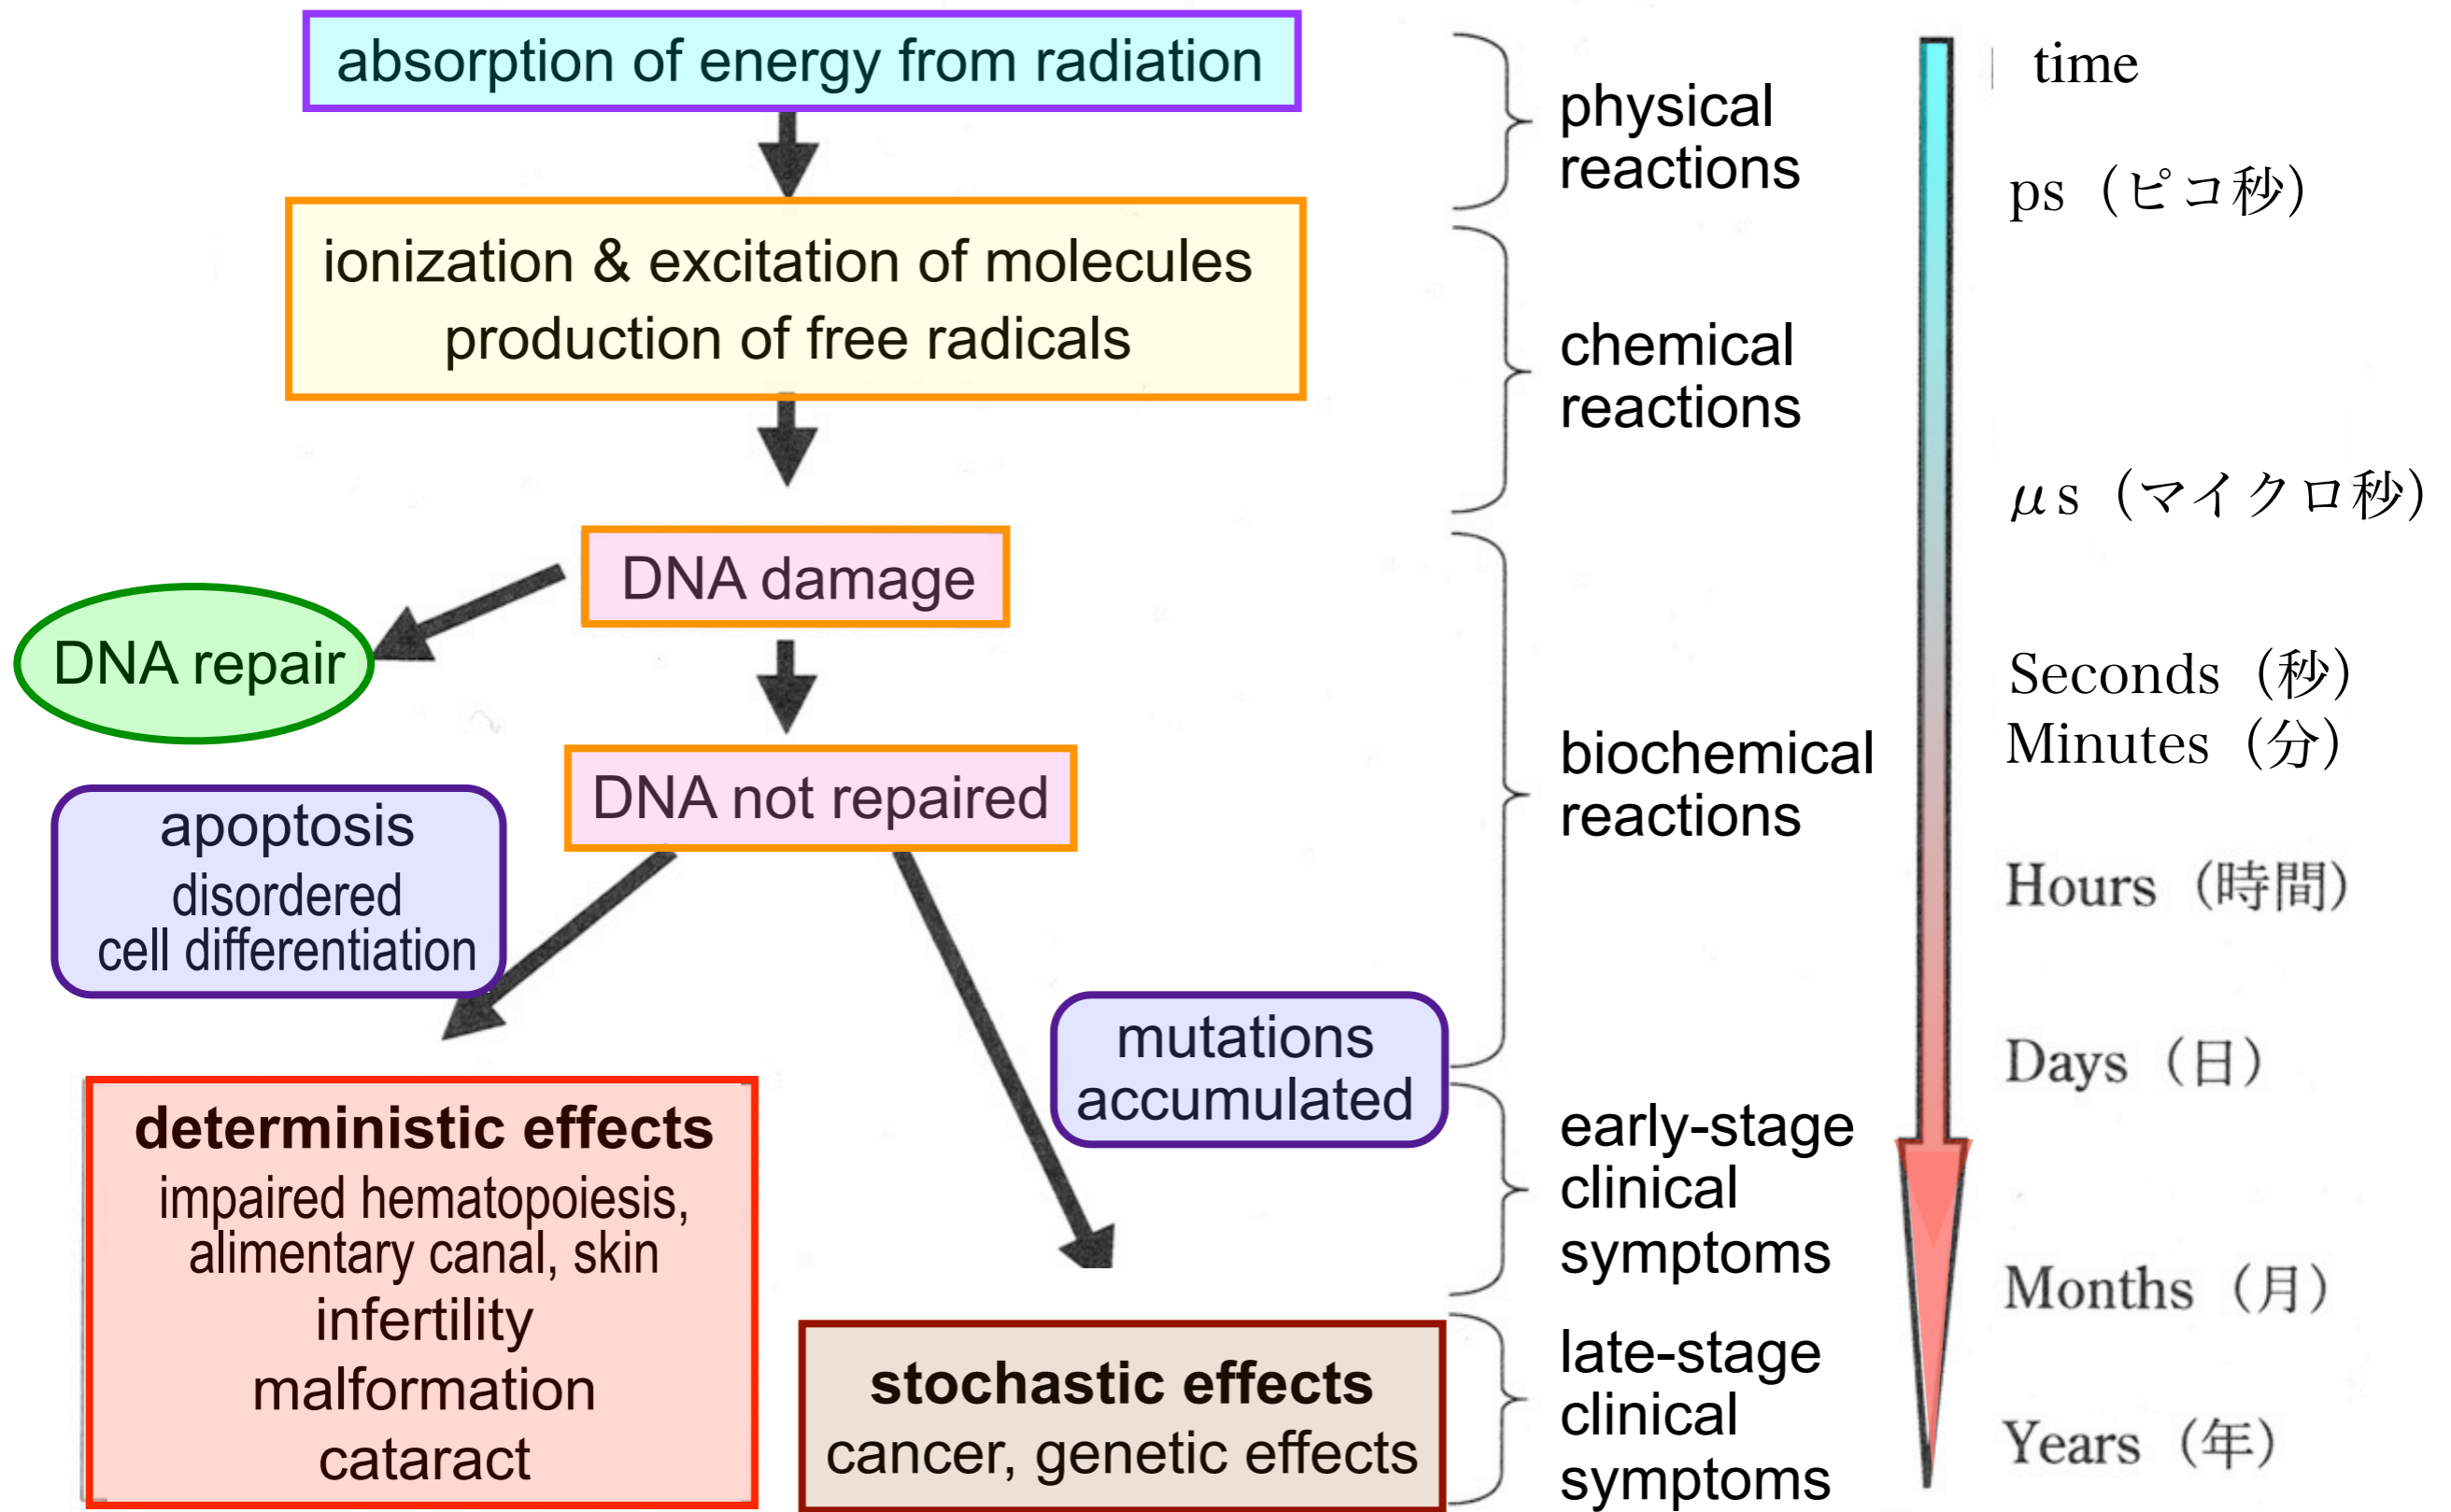 absorption of energy from radiation
ionization & excitation of molecules
production of free radicals
DNA damage
DNA repair
DNA not repaired
apoptosis
disordered
cell differentiation
mutations
accumulated
deterministic effects
impaired hematopoiesis,
alimentary canal, skin
infertility
malformation
cataract
stochastic effects
cancer, genetic effects
physical
reactions
chemical
reactions
biochemical
reactions
early-stage
clinical
symptoms
late-stage
clinical
symptoms
time
ps（ピコ秒）
μs（マイクロ秒）
Seconds（秒）
Minutes（分）
Hours（時間）
Days（日）
Months（月）
Years（年）